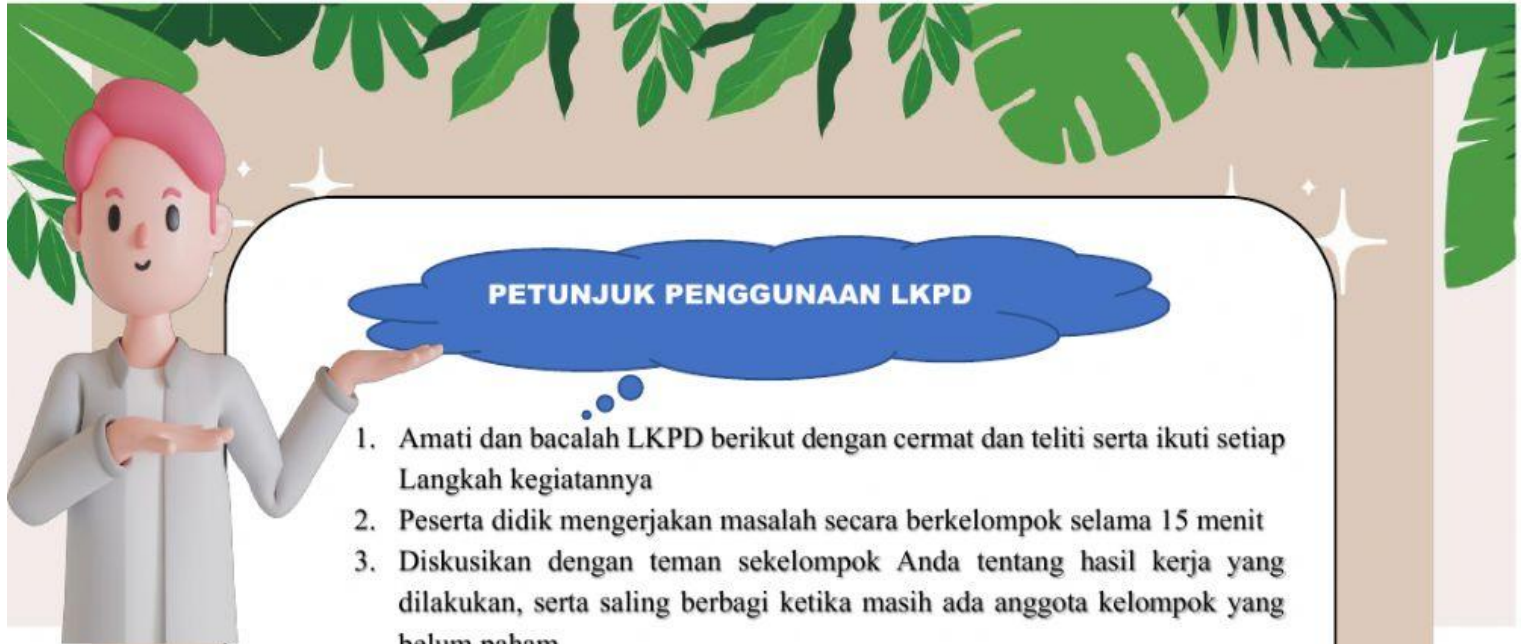 PETUNJUK PENGGUNAAN LKPD
1. Amati dan bacalah LKPD berikut dengan cermat dan teliti serta ikuti setiap
Langkah kegiatannya
2. Peserta didik mengerjakan masalah secara berkelompok selama 15 menit
3. Diskusikan dengan teman sekelompok Anda tentang hasil kerja yang
dilakukan, serta saling berbagi ketika masih ada anggota kelompok yang
belum paham